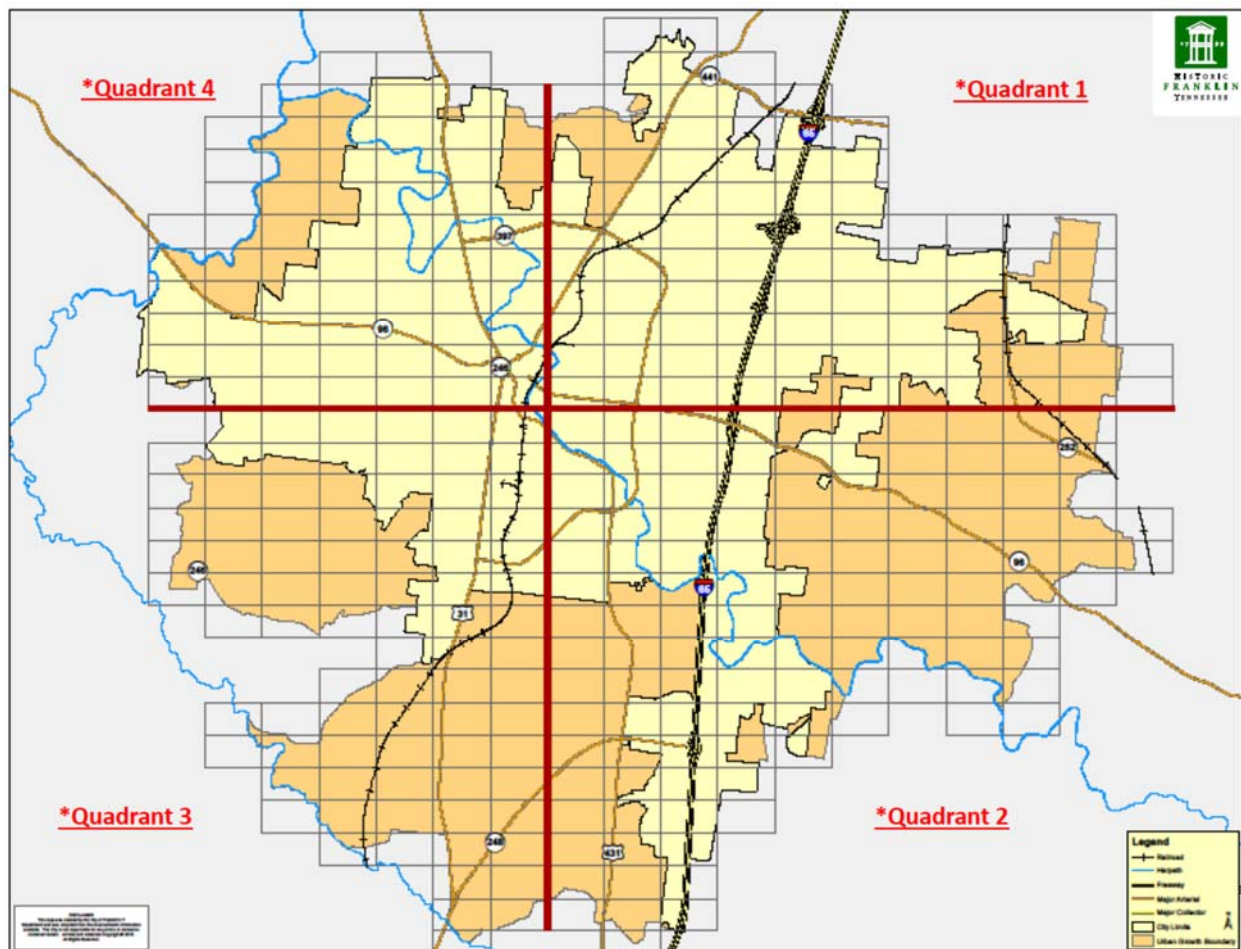 *Quadrant 4
441
*Quadrant 1
HISTORIC
FRANKLIN
TENNESSEE
65
397
96
246
252
246
96
65
31
*Quadrant 3
*Quadrant 2
248
431
Legend
Railroad
Harpeth
Freeway
Major Arterial
Major Collector
City Limits
Urban Growth Boundary